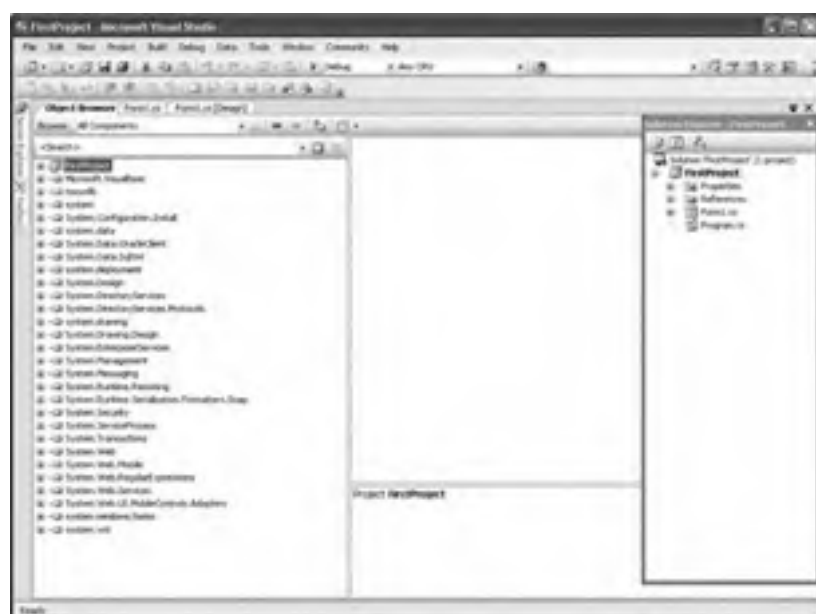 FirstProject - Microsoft Visual Studio
File Edit View Project Build Debug Data Tools Window Community Help
Debug Any CPU
Object Browser Form1.cs Form1.cs [Design]
Browse: All Components
<Search>
FirstProject
Microsoft.VisualBasic
mscorlib
system
System.Configuration.Install
system.data
System.Data.OracleClient
System.Data.SqlXml
system.deployment
System.Design
System.DirectoryServices
System.DirectoryServices.Protocols
system.drawing
System.Drawing.Design
System.EnterpriseServices
System.Management
System.Messaging
System.Runtime.Remoting
System.Runtime.Serialization.Formatters.Soap
System.Security
System.ServiceProcess
System.Transactions
System.Web
System.Web.Mobile
System.Web.RegularExpressions
System.Web.Services
System.Web.UI.MobileControls.Adapters
system.windows.forms
system.xml
Project FirstProject
Solution Explorer - FirstProject
Solution 'FirstProject' (1 project)
FirstProject
Properties
References
Form1.cs
Program.cs
Ready